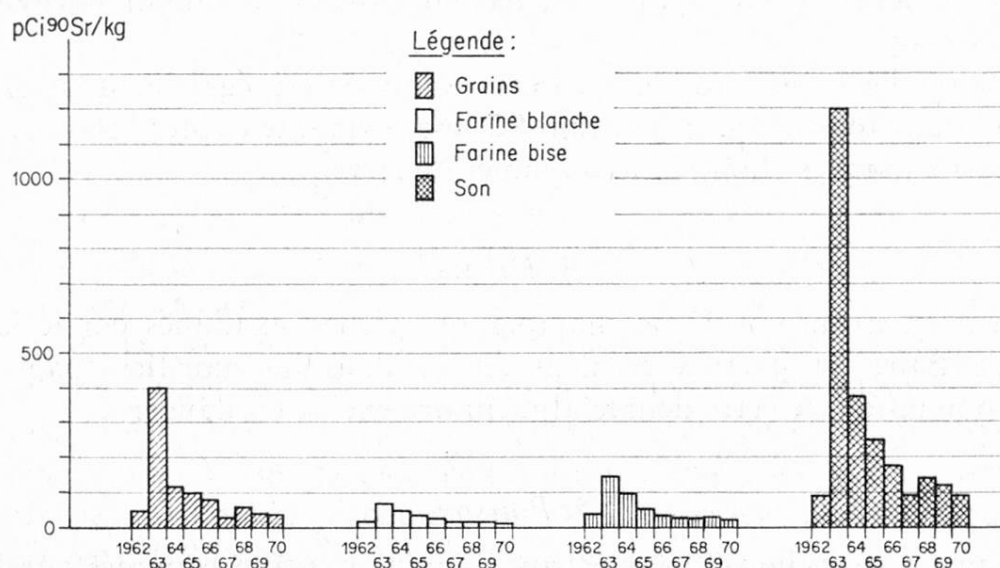 pCi⁹⁰Sr/kg
Légende :
Grains
Farine blanche
Farine bise
Son
1000
500
0
1962 64 66 68 70 1962 64 66 68 70 1962 64 66 68 70 1962 64 66 68 70
63 65 67 69 63 65 67 69 63 65 67 69 63 65 67 69